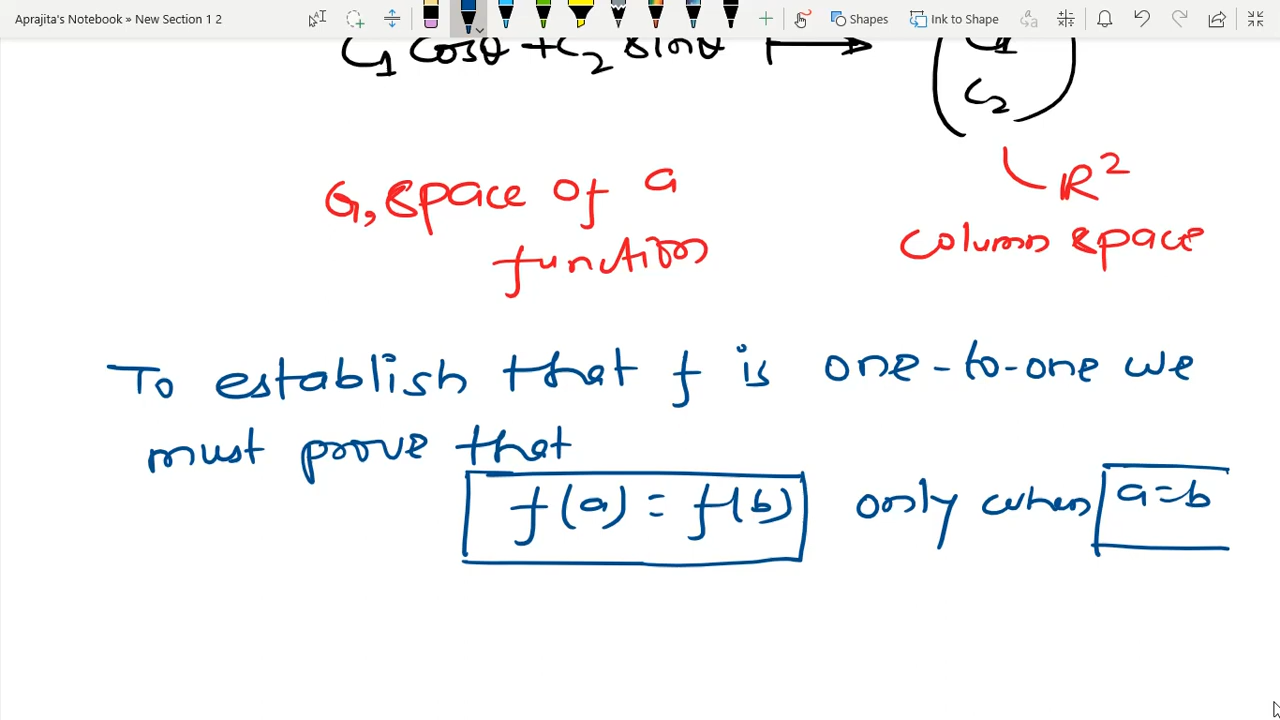 Aprajita's Notebook » New Section 1 2
Shapes
Ink to Shape
C1 cosθ + C2 sinθ ↦ (C1
C2)
G, space of a
function
R²
column space
To establish that f is one-to-one we
must prove that
f(a) = f(b) only when a=b